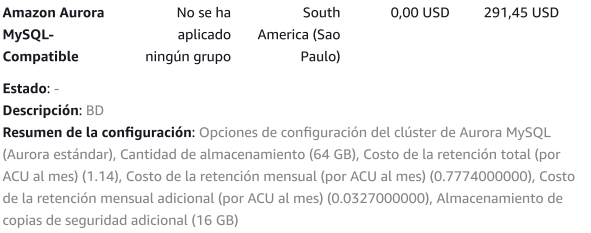 Amazon Aurora No se ha South 0,00 USD 291,45 USD
MySQL- aplicado America (Sao
Compatible ningún grupo Paulo)
Estado: -
Descripción: BD
Resumen de la configuración: Opciones de configuración del clúster de Aurora MySQL
(Aurora estándar), Cantidad de almacenamiento (64 GB), Costo de la retención total (por
ACU al mes) (1.14), Costo de la retención mensual (por ACU al mes) (0.7774000000), Costo
de la retención mensual adicional (por ACU al mes) (0.0327000000), Almacenamiento de
copias de seguridad adicional (16 GB)